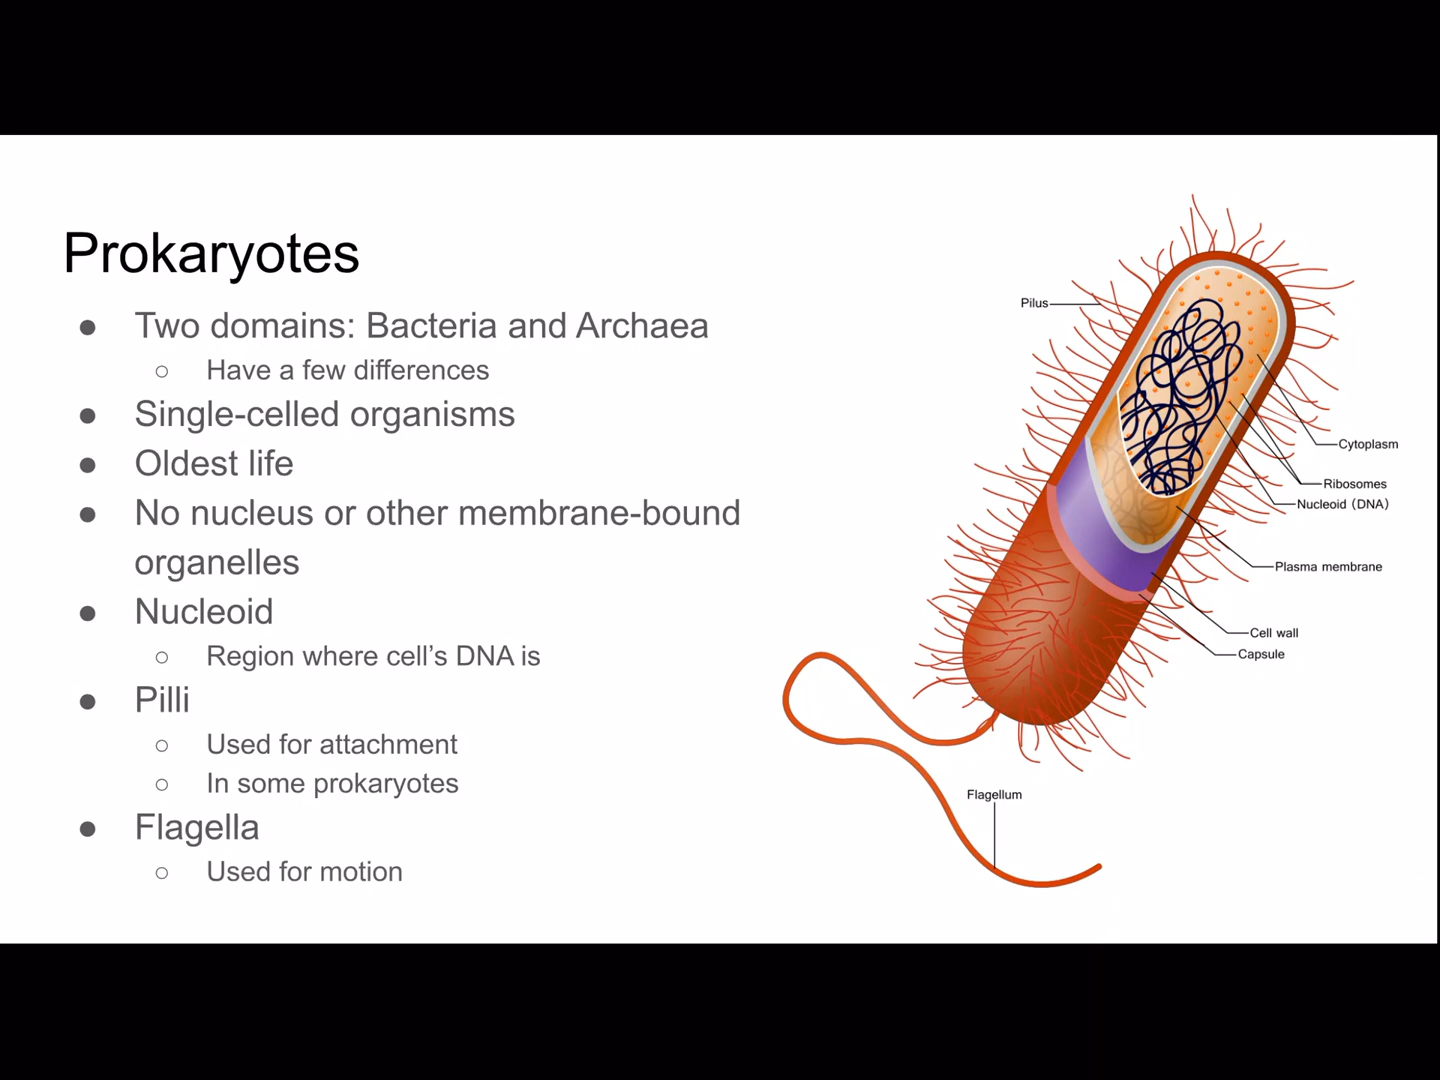 Prokaryotes
● Two domains: Bacteria and Archaea
○ Have a few differences
● Single-celled organisms
● Oldest life
● No nucleus or other membrane-bound
organelles
● Nucleoid
○ Region where cell’s DNA is
● Pilli
○ Used for attachment
○ In some prokaryotes
● Flagella
○ Used for motion
Pilus
Cytoplasm
Ribosomes
Nucleoid (DNA)
Plasma membrane
Cell wall
Capsule
Flagellum